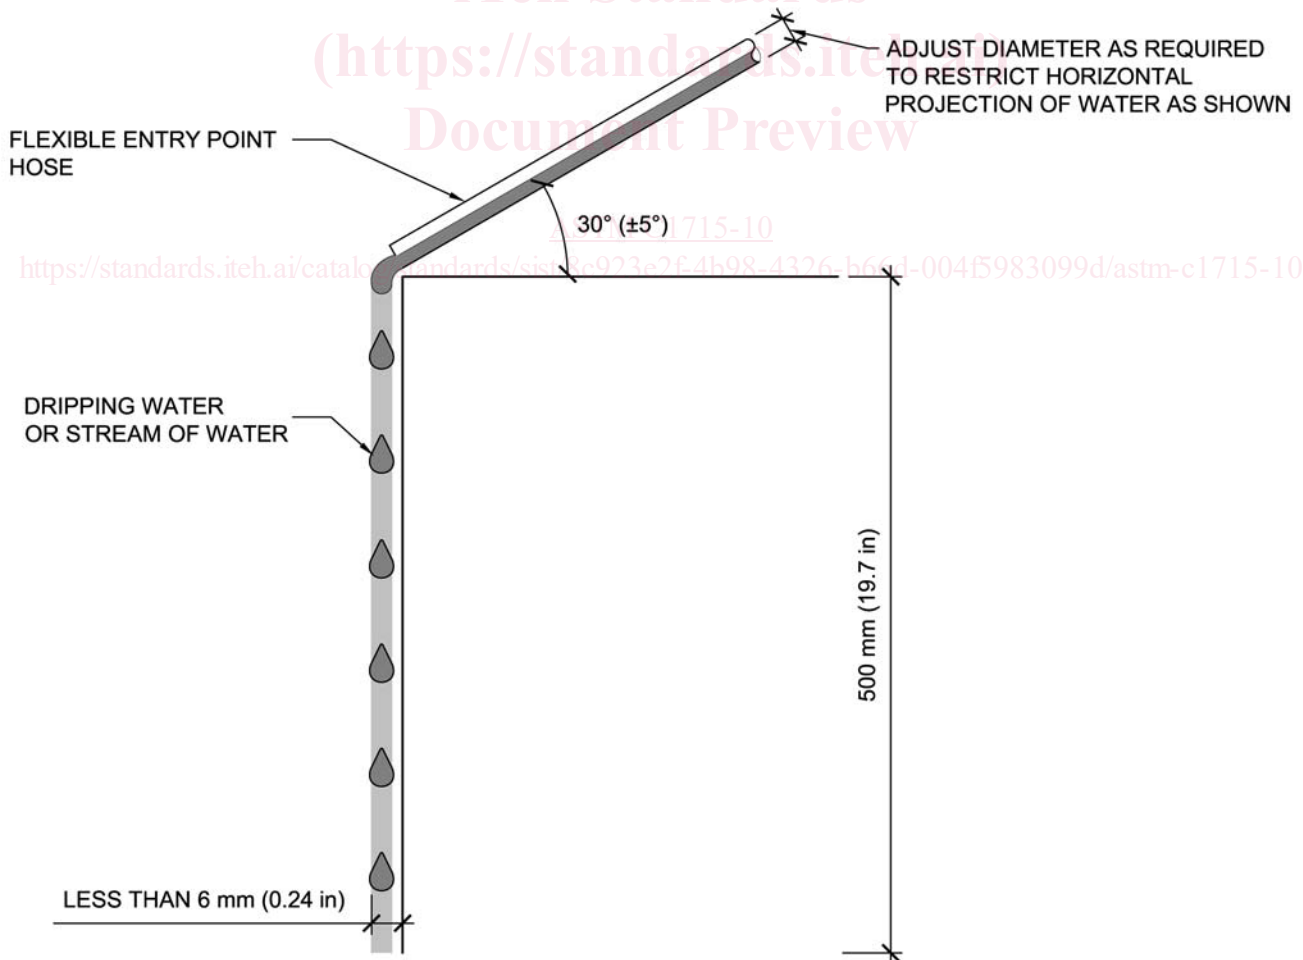 (https://standards.iteh.ai)
Document Preview
ADJUST DIAMETER AS REQUIRED
TO RESTRICT HORIZONTAL
PROJECTION OF WATER AS SHOWN
FLEXIBLE ENTRY POINT
HOSE
30° (±5°)
ASTM C1715-10
https://standards.iteh.ai/catalog/standards/sist/8c923e2f-4b98-4326-b66d-004f5983099d/astm-c1715-10
DRIPPING WATER
OR STREAM OF WATER
500 mm (19.7 in)
LESS THAN 6 mm (0.24 in)